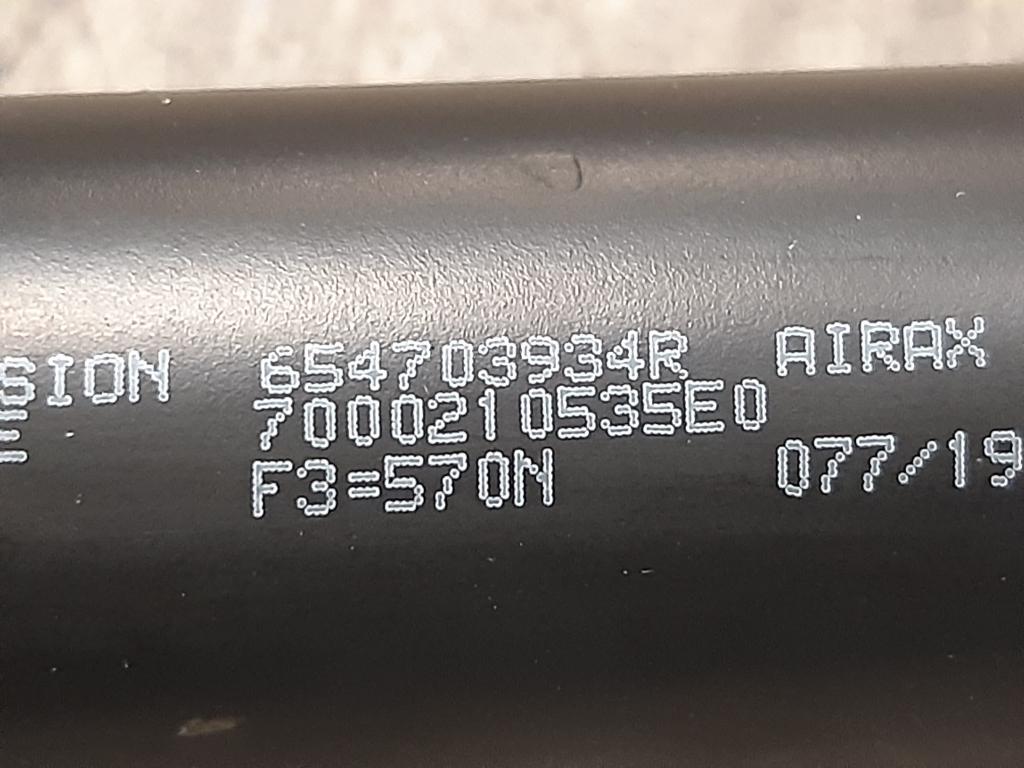 SION 654703934R AIRAX
E 7000210535E0
F3=570N 077/19